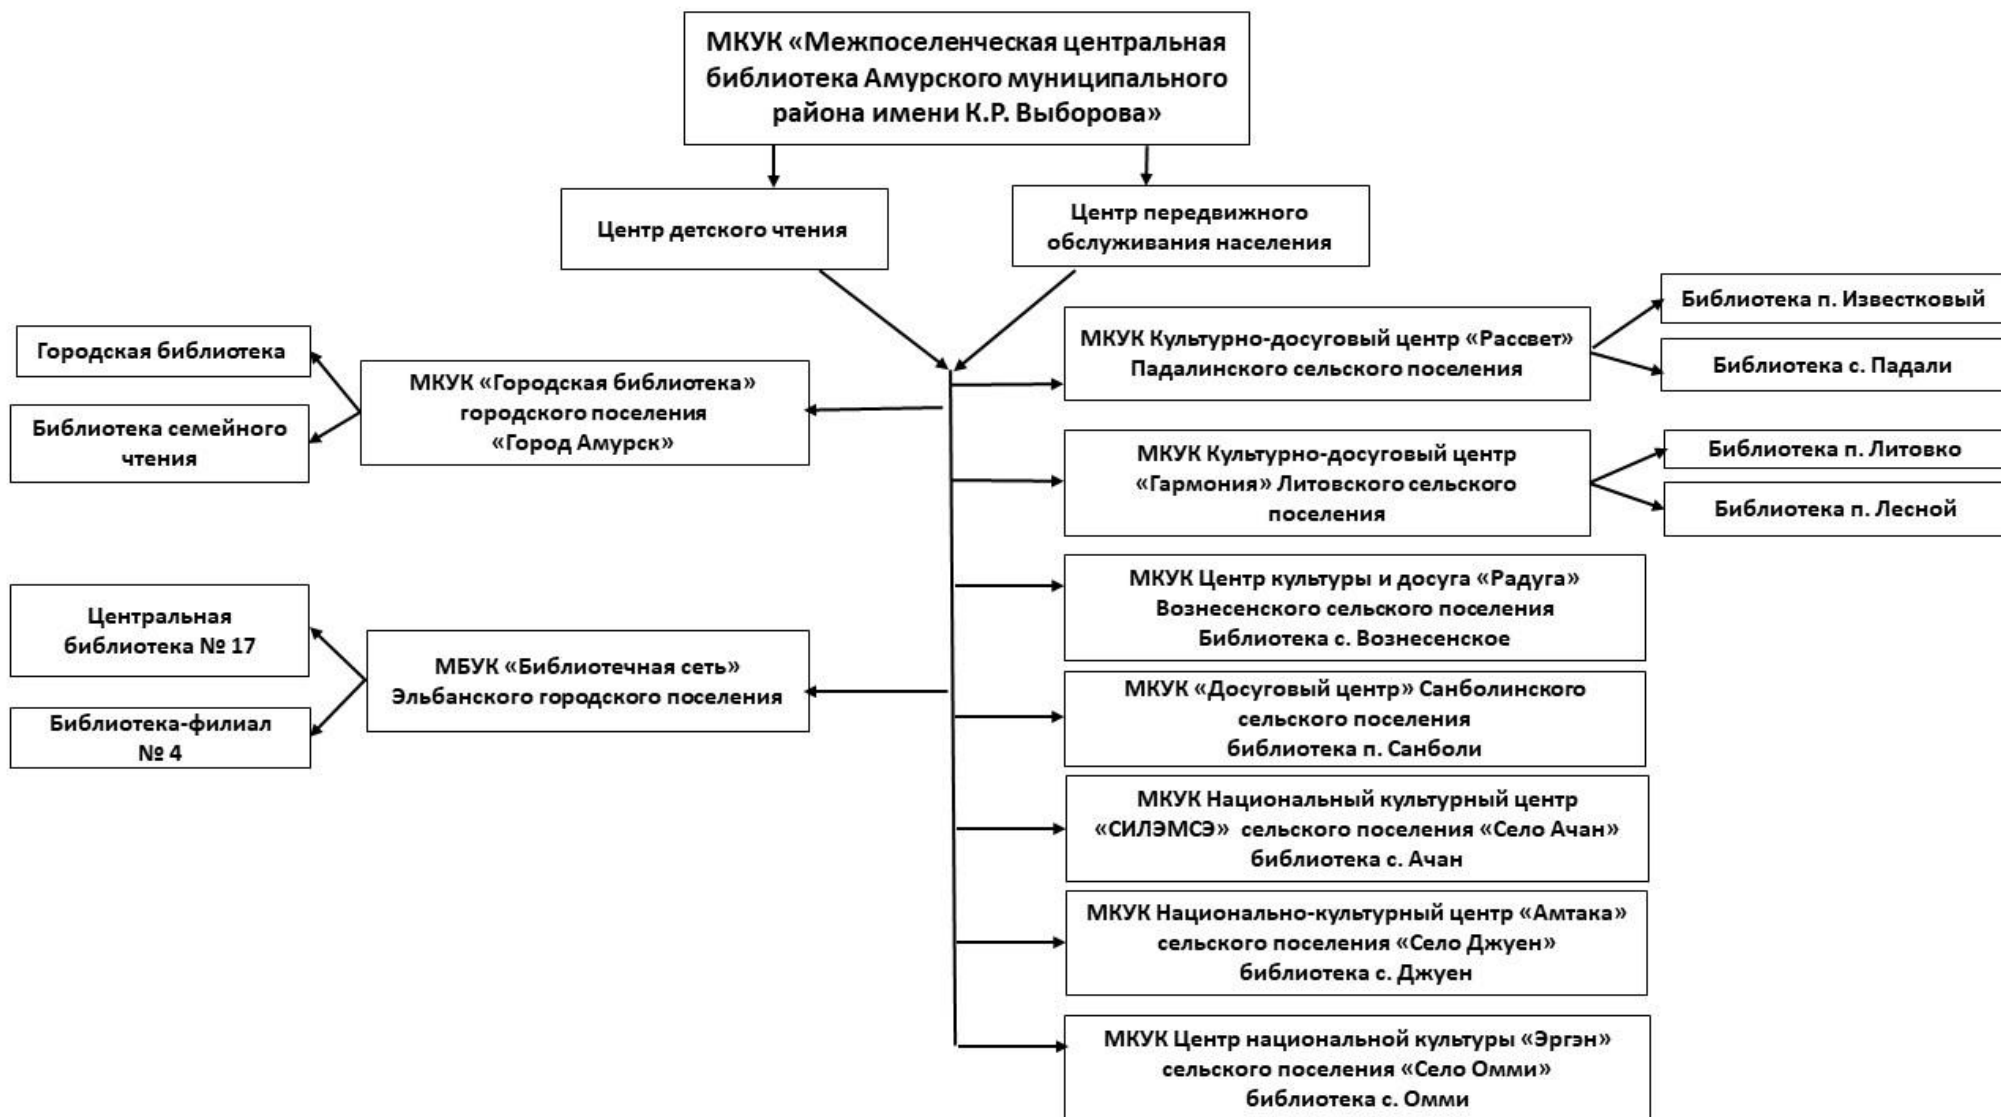 МКУК «Межпоселенческая центральная
библиотека Амурского муниципального
района имени К.Р. Выборова»
Центр детского чтения
Центр передвижного
обслуживания населения
Городская библиотека
Библиотека семейного
чтения
МКУК «Городская библиотека»
городского поселения
«Город Амурск»
Центральная
библиотека № 17
Библиотека-филиал
№ 4
МБУК «Библиотечная сеть»
Эльбанского городского поселения
МКУК Культурно-досуговый центр «Рассвет»
Падалинского сельского поселения
Библиотека п. Известковый
Библиотека с. Падали
МКУК Культурно-досуговый центр
«Гармония» Литовского сельского
поселения
Библиотека п. Литовко
Библиотека п. Лесной
МКУК Центр культуры и досуга «Радуга»
Вознесенского сельского поселения
Библиотека с. Вознесенское
МКУК «Досуговый центр» Санболинского
сельского поселения
библиотека п. Санболи
МКУК Национальный культурный центр
«СИЛЭМСЭ» сельского поселения «Село Ачан»
библиотека с. Ачан
МКУК Национально-культурный центр «Амтака»
сельского поселения «Село Джуен»
библиотека с. Джуен
МКУК Центр национальной культуры «Эргэн»
сельского поселения «Село Омми»
библиотека с. Омми